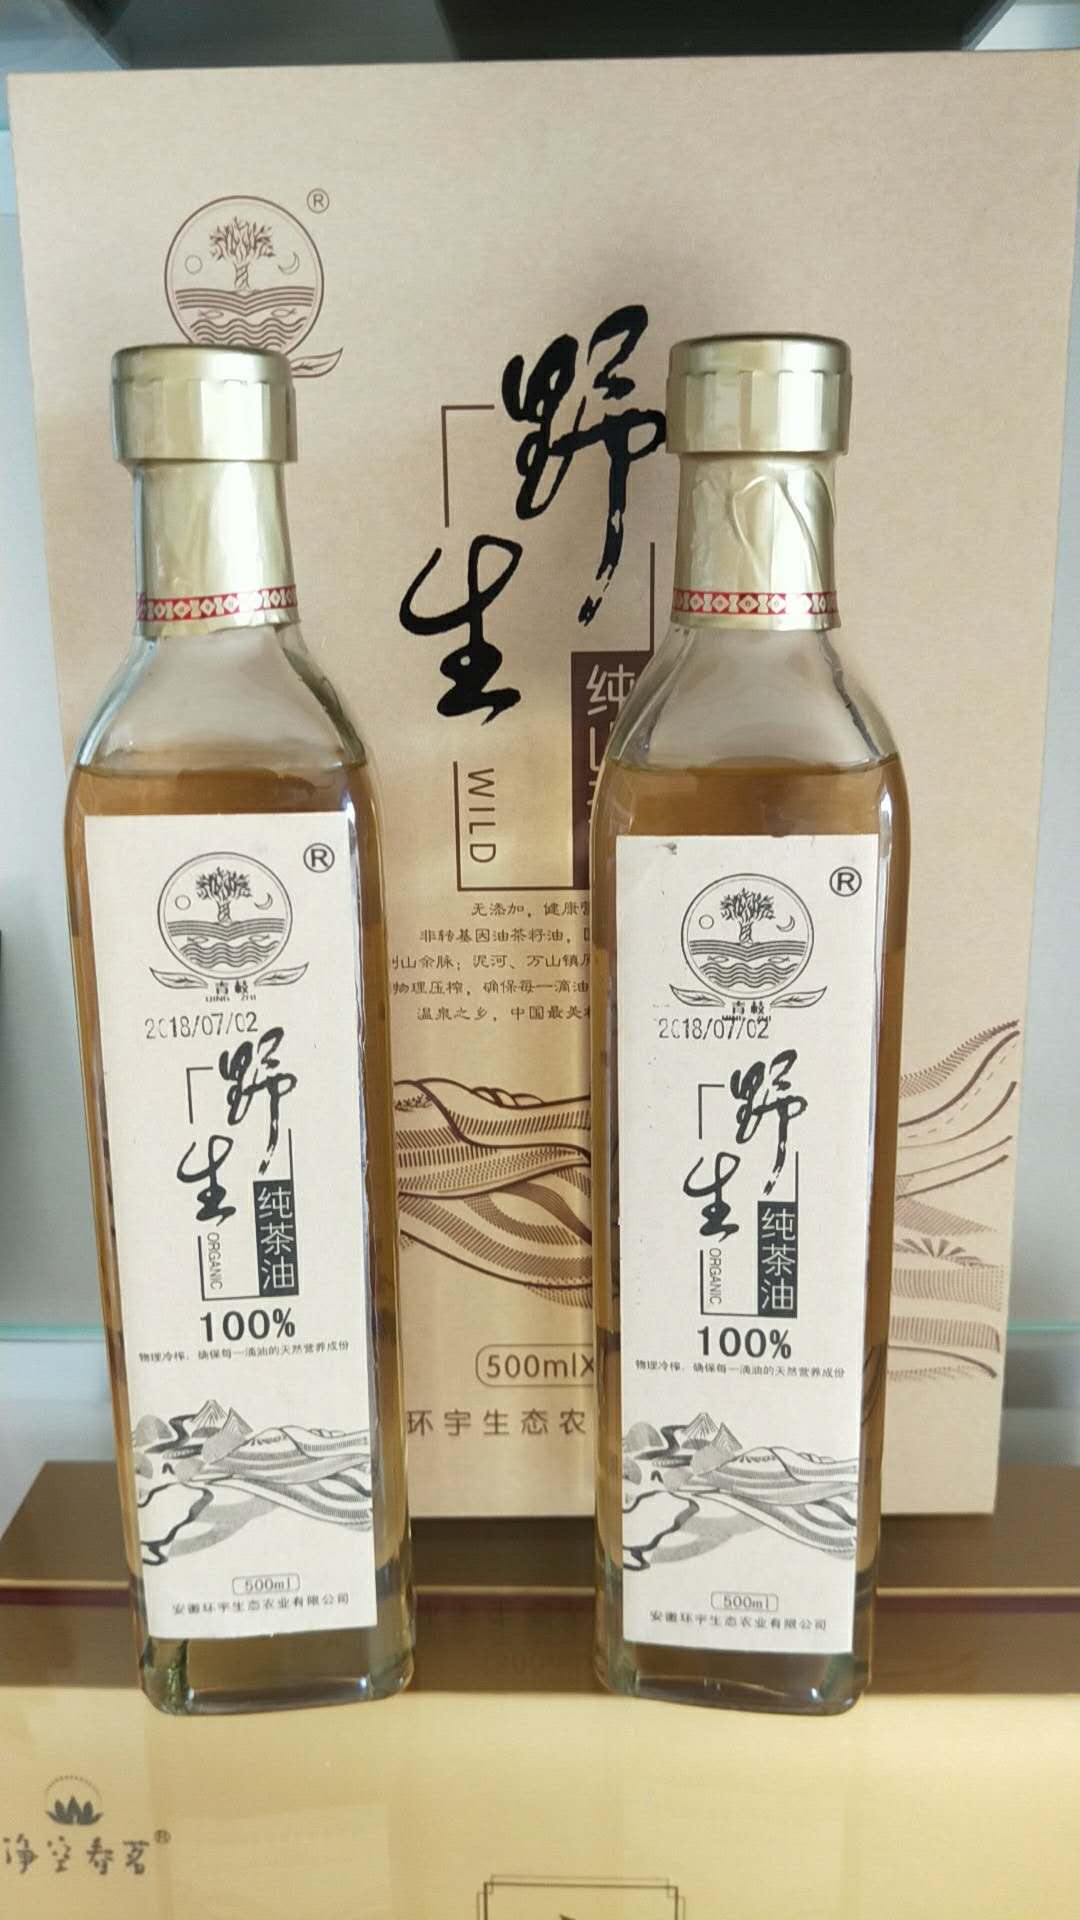 ®
野
生
纯山
WILD
无添加，健康营
非转基因油茶籽油，
别山余脉；泥河、万山镇
物理压榨，确保每一滴油
温泉之乡，中国最美
500mlX
环宇生态农
®
青岐
QING ZHI
2018/07/02
野
生
纯茶油
ORGANIC
100%
物理冷榨，确保每一滴油的天然营养成份
500ml
安徽环宇生态农业有限公司
®
青岐
2018/07/02
野
生
纯茶油
ORGANIC
100%
物理冷榨，确保每一滴油的天然营养成份
500ml
安徽环宇生态农业有限公司
净空春茗®